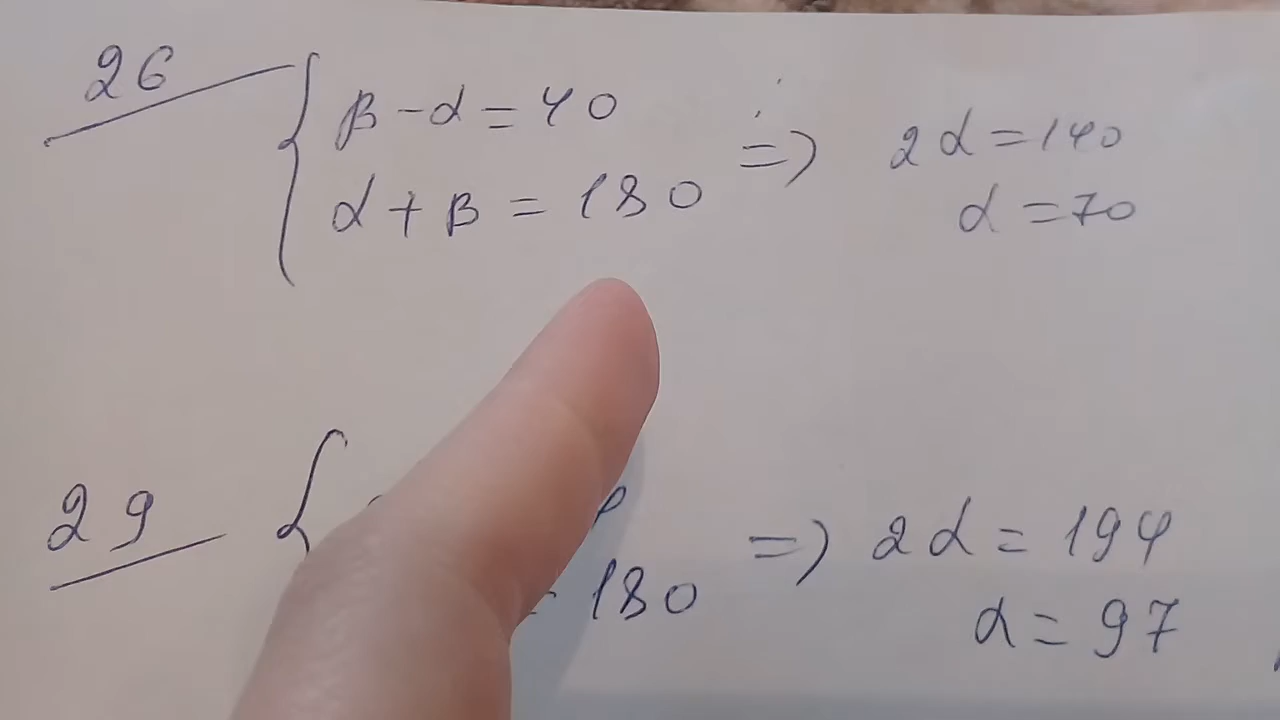 26
β - α = 40
α + β = 180
=> 2α = 140
α = 70
29
= 180
=> 2α = 194
α = 97